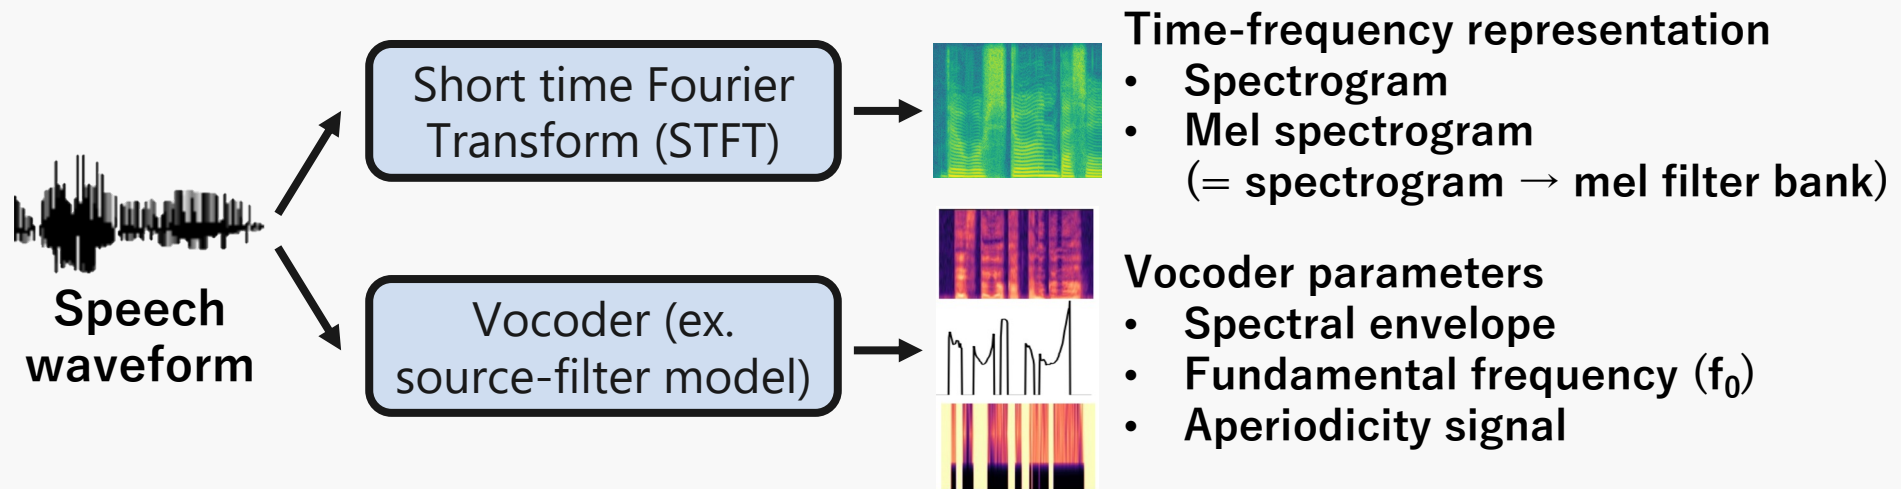 Speech
waveform
Short time Fourier
Transform (STFT)
Time-frequency representation
• Spectrogram
• Mel spectrogram
(= spectrogram → mel filter bank)
Vocoder (ex.
source-filter model)
Vocoder parameters
• Spectral envelope
• Fundamental frequency (f₀)
• Aperiodicity signal